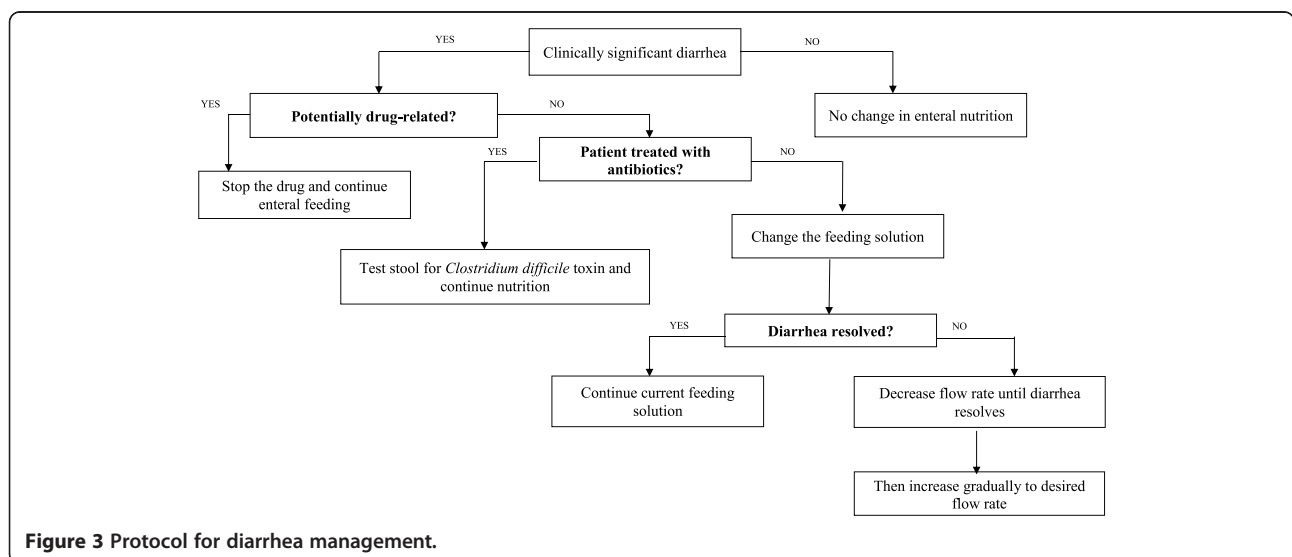 YES
Clinically significant diarrhea
NO
YES
Potentially drug-related?
NO
No change in enteral nutrition
YES
Patient treated with
antibiotics?
NO
Stop the drug and continue
enteral feeding
Change the feeding solution
Test stool for Clostridium difficile toxin and
continue nutrition
YES
Diarrhea resolved?
NO
Continue current feeding
solution
Decrease flow rate until diarrhea
resolves
Then increase gradually to desired
flow rate
Figure 3 Protocol for diarrhea management.